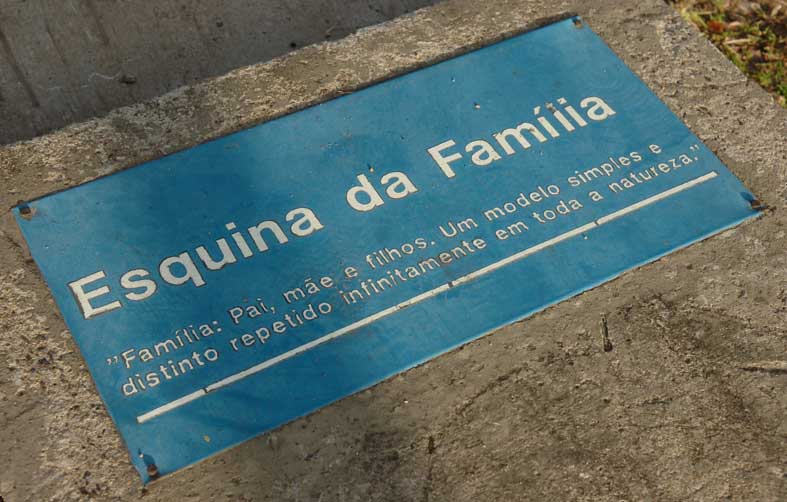 Esquina da Família
"Família: Pai, mãe e filhos. Um modelo simples e
distinto repetido infinitamente em toda a natureza."